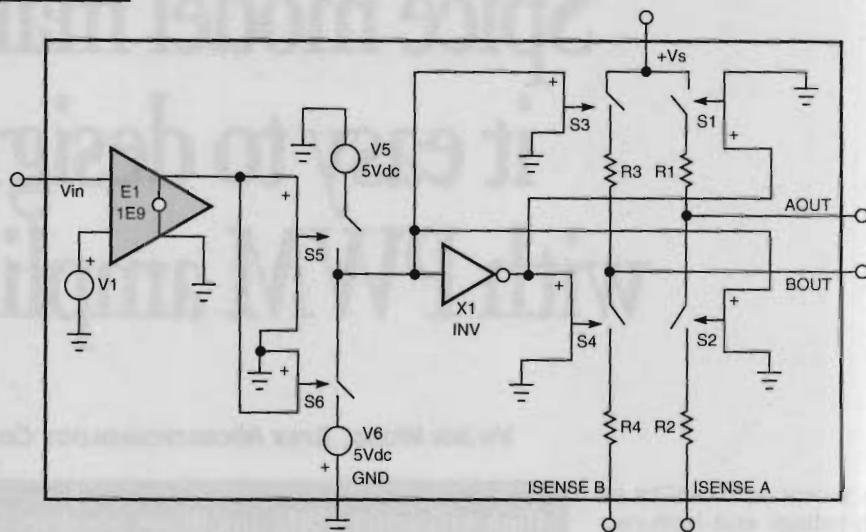 +Vs
S3
S1
V5
5Vdc
R3
R1
Vin
E1
1E9
AOUT
S5
BOUT
V1
X1
INV
S4
S2
S6
V6
5Vdc
R4
R2
GND
ISENSE B
ISENSE A